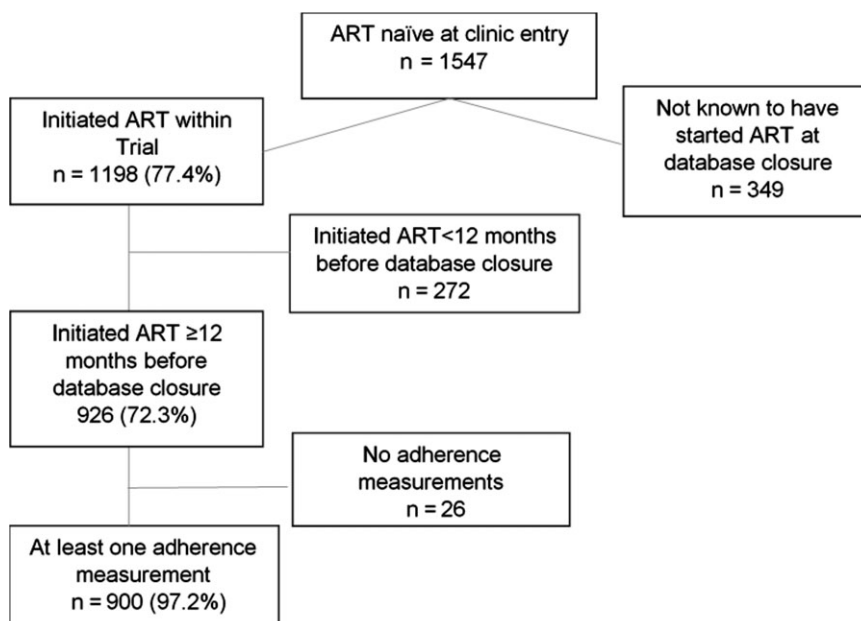 ART naïve at clinic entry
n = 1547
Initiated ART within
Trial
n = 1198 (77.4%)
Not known to have
started ART at
database closure
n = 349
Initiated ART<12 months
before database closure
n = 272
Initiated ART ≥12
months before
database closure
926 (72.3%)
No adherence
measurements
n = 26
At least one adherence
measurement
n = 900 (97.2%)